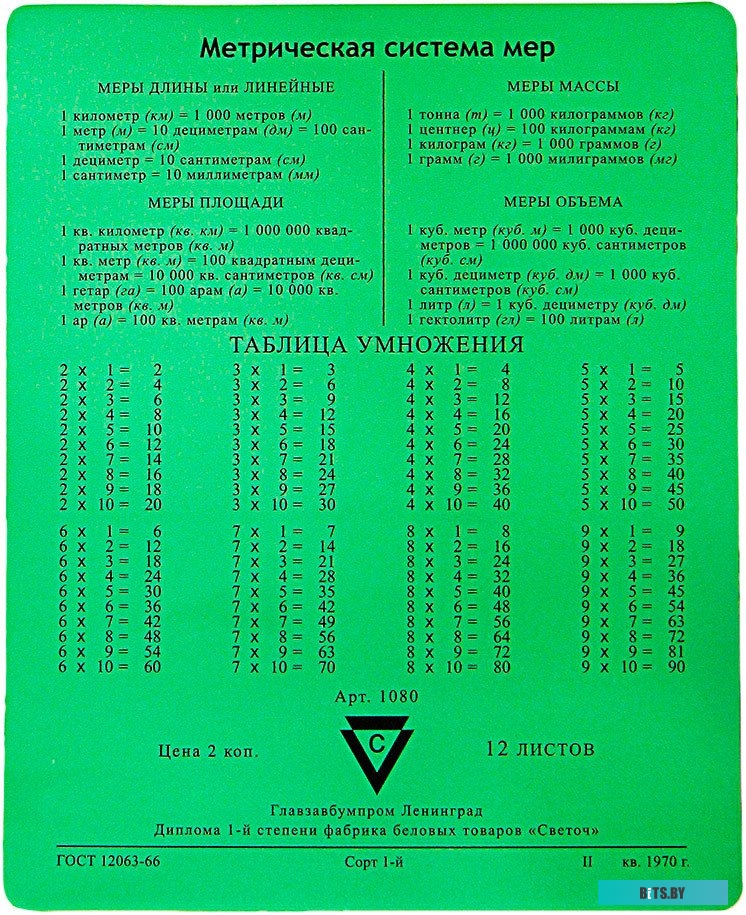 Метрическая система мер
МЕРЫ ДЛИНЫ или ЛИНЕЙНЫЕ
1 километр (км) = 1 000 метров (м)
1 метр (м) = 10 дециметрам (дм) = 100 сан-
тиметрам (см)
1 дециметр = 10 сантиметрам (см)
1 сантиметр = 10 миллиметрам (мм)
МЕРЫ ПЛОЩАДИ
1 кв. километр (кв. км) = 1 000 000 квад-
ратных метров (кв. м)
1 кв. метр (кв. м) = 100 квадратным деци-
метрам = 10 000 кв. сантиметров (кв. см)
1 гетар (га) = 100 арам (а) = 10 000 кв.
метров (кв. м)
1 ар (а) = 100 кв. метрам (кв. м)
МЕРЫ МАССЫ
1 тонна (т) = 1 000 килограммов (кг)
1 центнер (ц) = 100 килограммам (кг)
1 килограм (кг) = 1 000 граммов (г)
1 грамм (г) = 1 000 милиграммов (мг)
МЕРЫ ОБЪЕМА
1 куб. метр (куб. м) = 1 000 куб. деци-
метров = 1 000 000 куб. сантиметров
(куб. см)
1 куб. дециметр (куб. дм) = 1 000 куб.
сантиметров (куб. см)
1 литр (л) = 1 куб. дециметру (куб. дм)
1 гектолитр (гл) = 100 литрам (л)
ТАБЛИЦА УМНОЖЕНИЯ
2 x 1 = 2 3 x 1 = 3 4 x 1 = 4 5 x 1 = 5
2 x 2 = 4 3 x 2 = 6 4 x 2 = 8 5 x 2 = 10
2 x 3 = 6 3 x 3 = 9 4 x 3 = 12 5 x 3 = 15
2 x 4 = 8 3 x 4 = 12 4 x 4 = 16 5 x 4 = 20
2 x 5 = 10 3 x 5 = 15 4 x 5 = 20 5 x 5 = 25
2 x 6 = 12 3 x 6 = 18 4 x 6 = 24 5 x 6 = 30
2 x 7 = 14 3 x 7 = 21 4 x 7 = 28 5 x 7 = 35
2 x 8 = 16 3 x 8 = 24 4 x 8 = 32 5 x 8 = 40
2 x 9 = 18 3 x 9 = 27 4 x 9 = 36 5 x 9 = 45
2 x 10 = 20 3 x 10 = 30 4 x 10 = 40 5 x 10 = 50
6 x 1 = 6 7 x 1 = 7 8 x 1 = 8 9 x 1 = 9
6 x 2 = 12 7 x 2 = 14 8 x 2 = 16 9 x 2 = 18
6 x 3 = 18 7 x 3 = 21 8 x 3 = 24 9 x 3 = 27
6 x 4 = 24 7 x 4 = 28 8 x 4 = 32 9 x 4 = 36
6 x 5 = 30 7 x 5 = 35 8 x 5 = 40 9 x 5 = 45
6 x 6 = 36 7 x 6 = 42 8 x 6 = 48 9 x 6 = 54
6 x 7 = 42 7 x 7 = 49 8 x 7 = 56 9 x 7 = 63
6 x 8 = 48 7 x 8 = 56 8 x 8 = 64 9 x 8 = 72
6 x 9 = 54 7 x 9 = 63 8 x 9 = 72 9 x 9 = 81
6 x 10 = 60 7 x 10 = 70 8 x 10 = 80 9 x 10 = 90
Арт. 1080
С
Цена 2 коп. 12 ЛИСТОВ
Главзавбумпром Ленинград
Диплома 1-й степени фабрика беловых товаров «Светоч»
ГОСТ 12063-66 Сорт 1-й II кв. 1970 г.
BiTS.BY